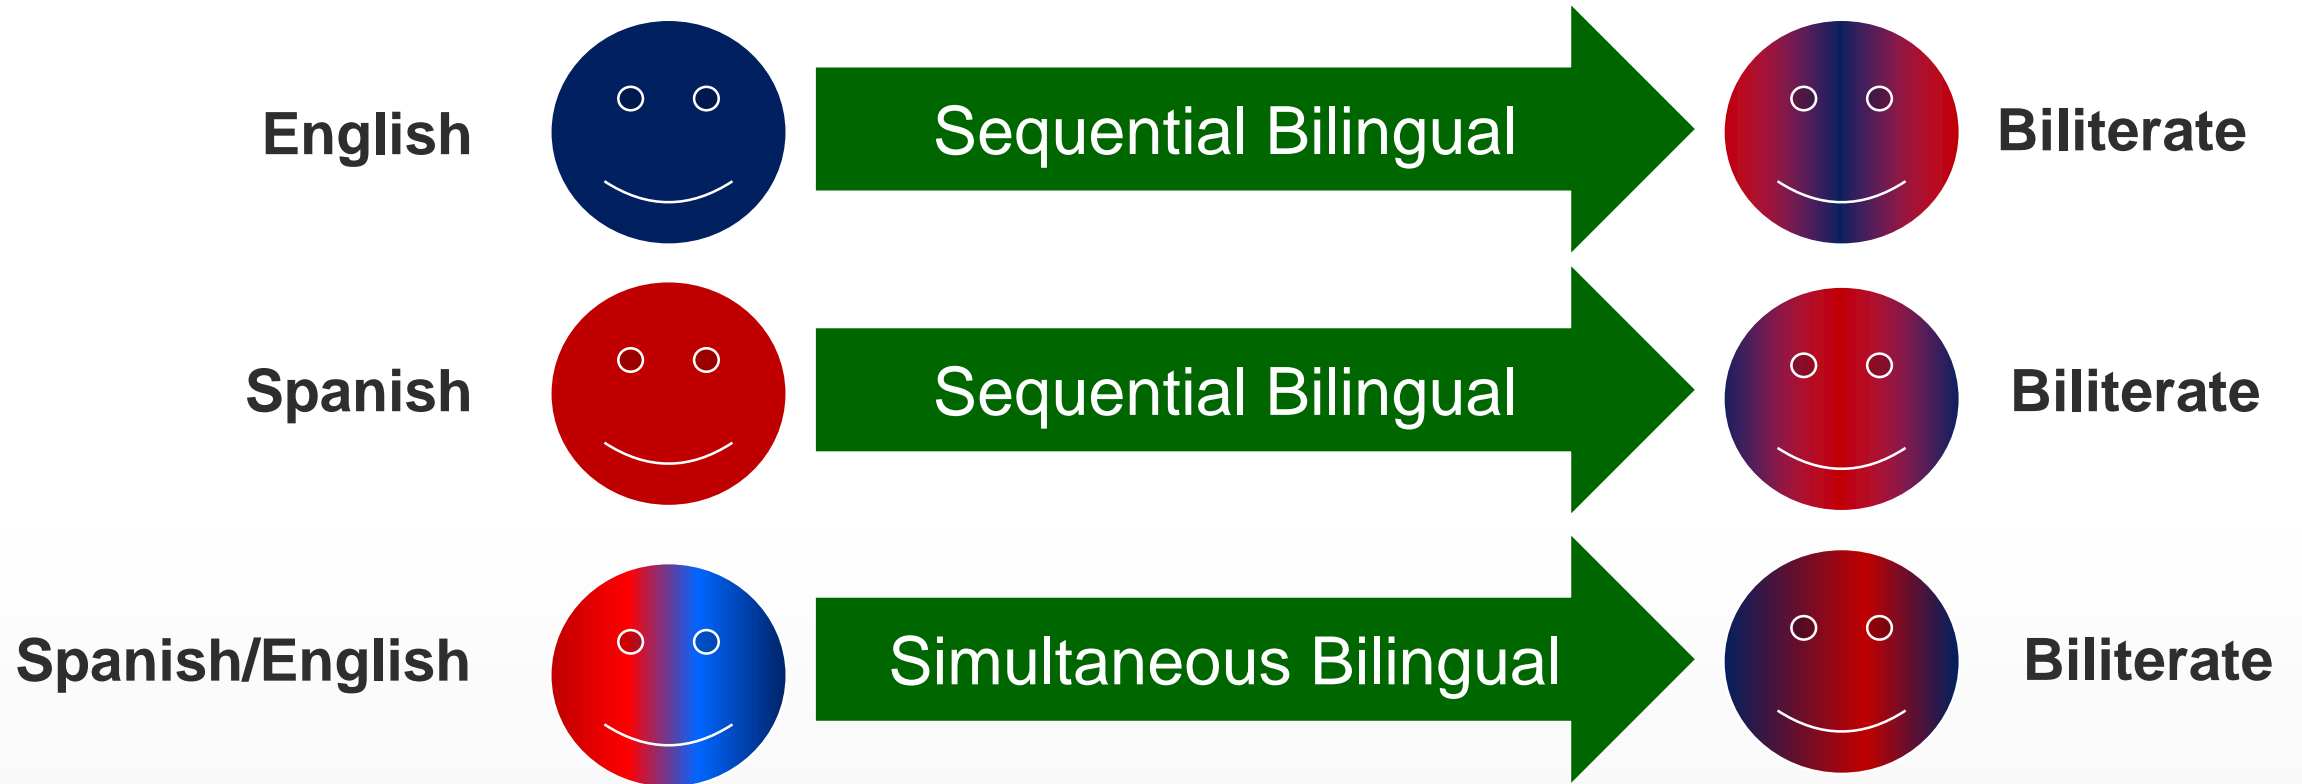 English Sequential Bilingual Biliterate
Spanish Sequential Bilingual Biliterate
Spanish/English Simultaneous Bilingual Biliterate